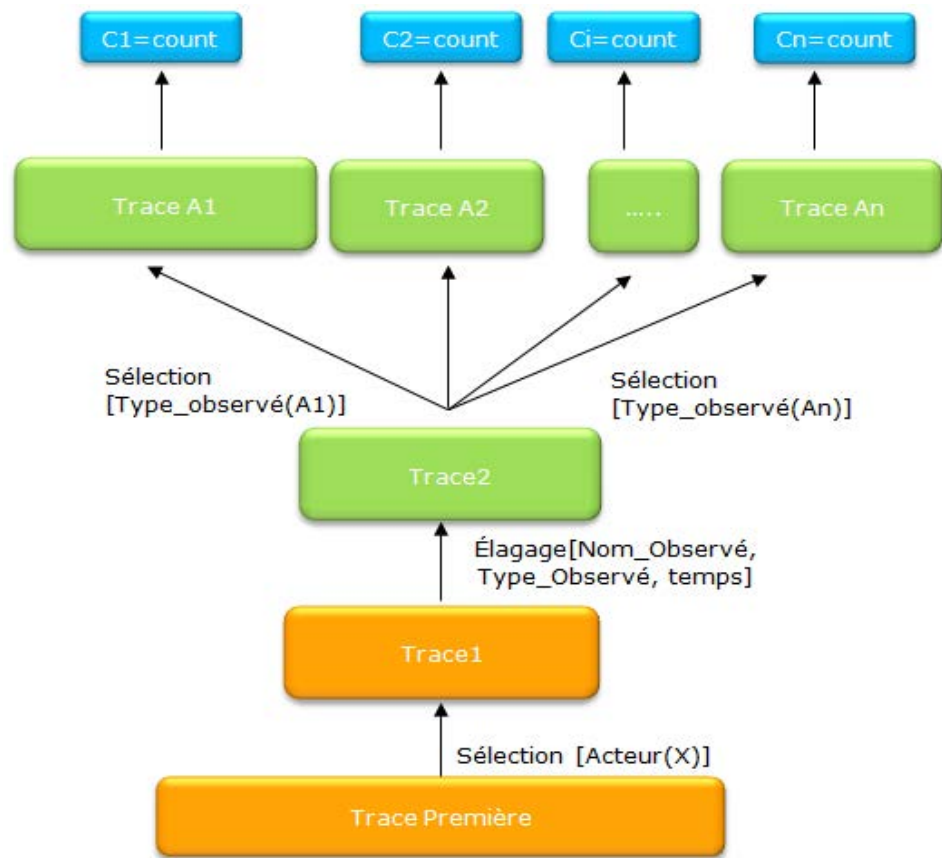 C1=count
C2=count
Ci=count
Cn=count
Trace A1
Trace A2
.....
Trace An
Sélection
[Type_observé(A1)]
Sélection
[Type_observé(An)]
Trace2
Élagage[Nom_Observé,
Type_Observé, temps]
Trace1
Sélection [Acteur(X)]
Trace Première